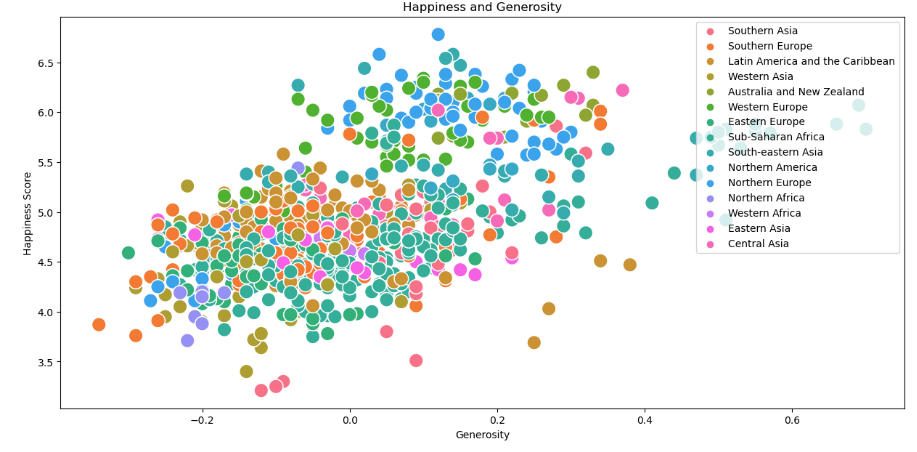 Happiness and Generosity
Southern Asia
Southern Europe
Latin America and the Caribbean
Western Asia
Australia and New Zealand
Western Europe
Eastern Europe
Sub-Saharan Africa
South-eastern Asia
Northern America
Northern Europe
Northern Africa
Western Africa
Eastern Asia
Central Asia
Happiness Score
6.5
6.0
5.5
5.0
4.5
4.0
3.5
−0.2
0.0
0.2
0.4
0.6
Generosity